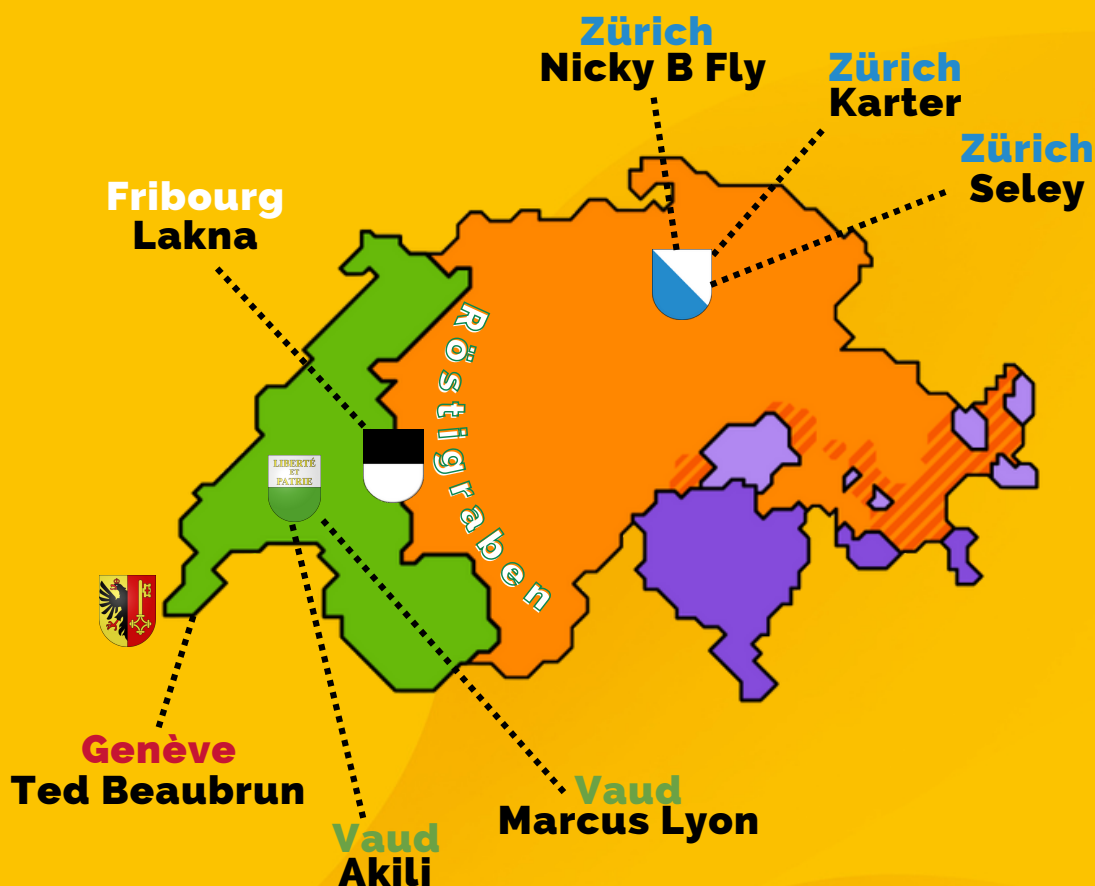 Zürich
Nicky B Fly
Zürich
Karter
Zürich
Seley
Fribourg
Lakna
Röstigraben
LIBERTÉ
ET
PATRIE
Genève
Ted Beaubrun
Vaud
Marcus Lyon
Vaud
Akili